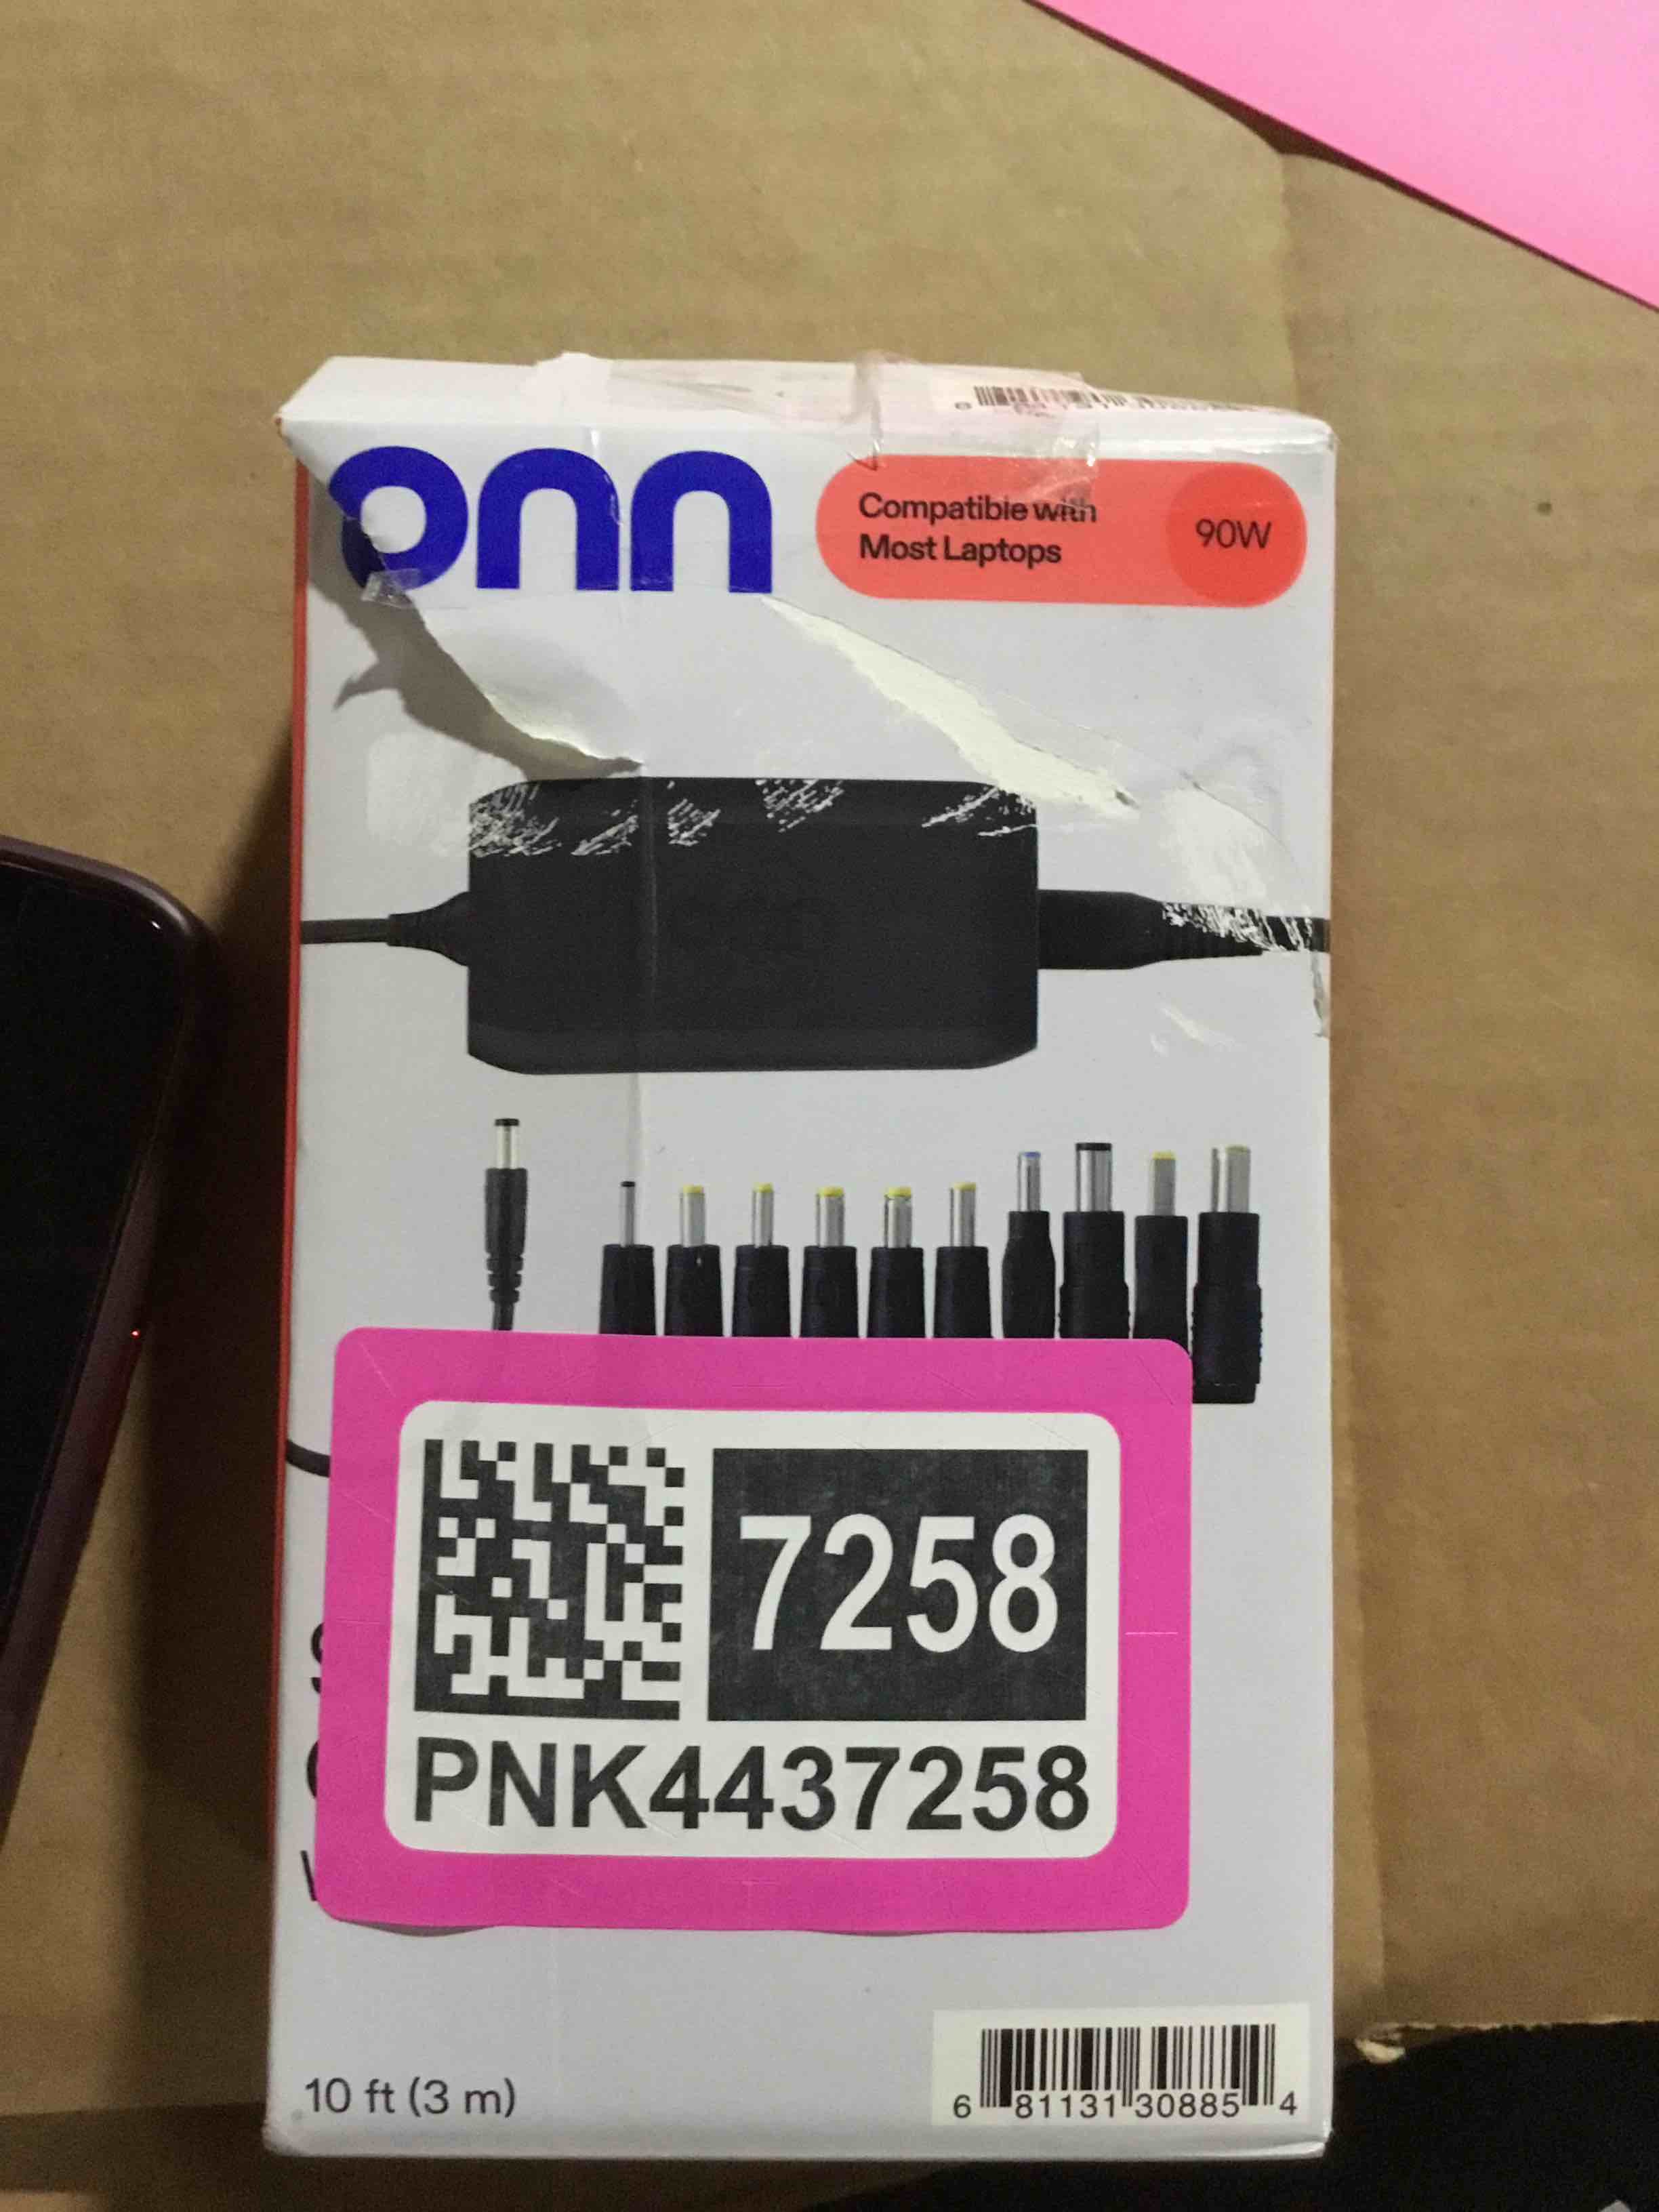 onn
Compatible with
Most Laptops
90W
7258
PNK4437258
10 ft (3 m)
6 81131 30885 4